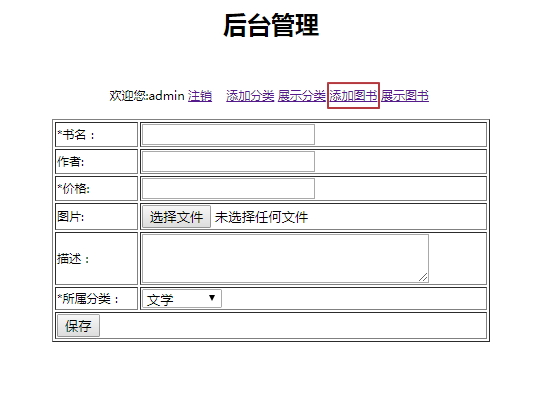 后台管理
欢迎您:admin 注销 添加分类 展示分类 添加图书 展示图书
*书名：
作者:
*价格:
图片: 选择文件 未选择任何文件
描述：
*所属分类： 文学
保存